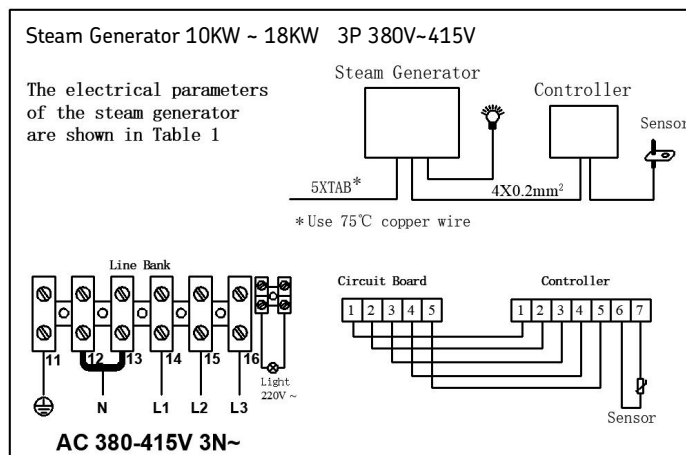 Steam Generator 10KW ~ 18KW 3P 380V~415V
The electrical parameters
of the steam generator
are shown in Table 1
Steam Generator
Controller
Sensor
5XTAB*
4X0.2mm²
*Use 75℃ copper wire
Line Bank
11 12 13 14 15 16
N L1 L2 L3
Light
220V ~
AC 380-415V 3N~
Circuit Board
1 2 3 4 5
Controller
1 2 3 4 5 6 7
Sensor